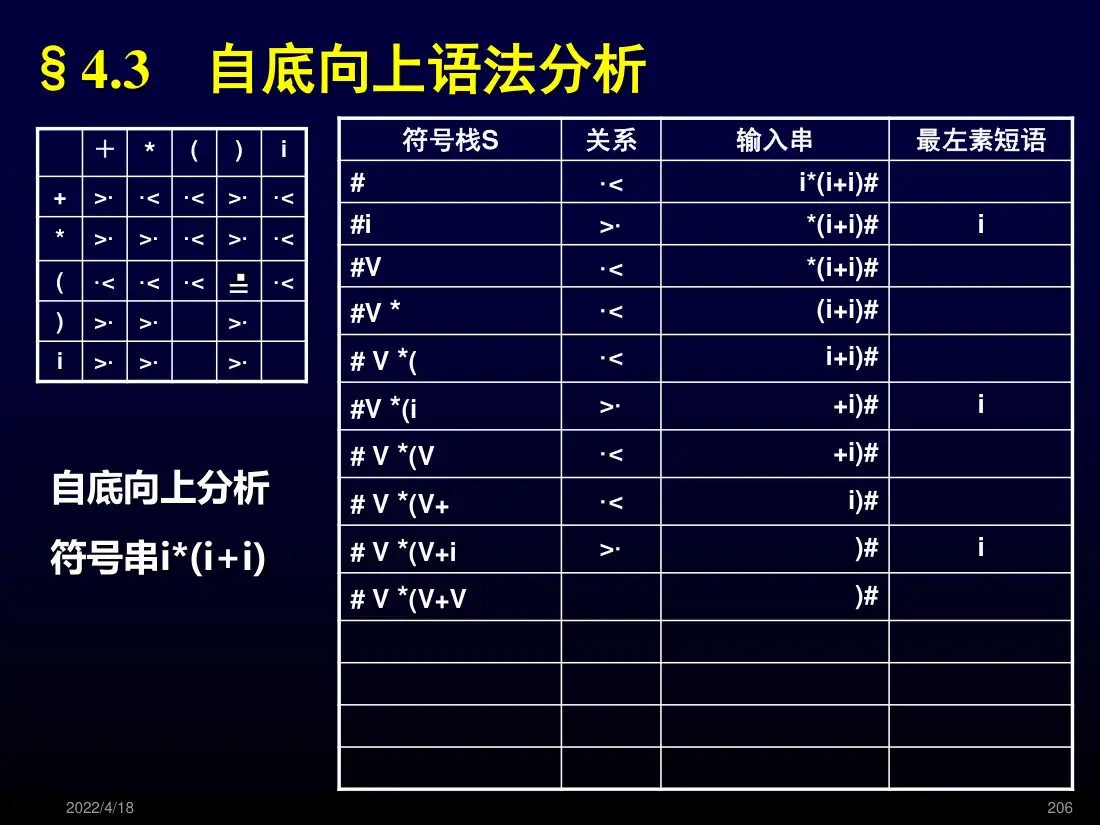 §4.3 自底向上语法分析
＋ * ( ) i
+ >· ·< ·< >· ·<
* >· >· ·< >· ·<
( ·< ·< ·< ≐ ·<
) >· >· >·
i >· >· >·
自底向上分析
符号串i*(i+i)
符号栈S 关系 输入串 最左素短语
# ·< i*(i+i)#
#i >· *(i+i)# i
#V ·< *(i+i)#
#V * ·< (i+i)#
# V *( ·< i+i)#
#V *(i >· +i)# i
# V *(V ·< +i)#
# V *(V+ ·< i)#
# V *(V+i >· )# i
# V *(V+V )#
2022/4/18
206